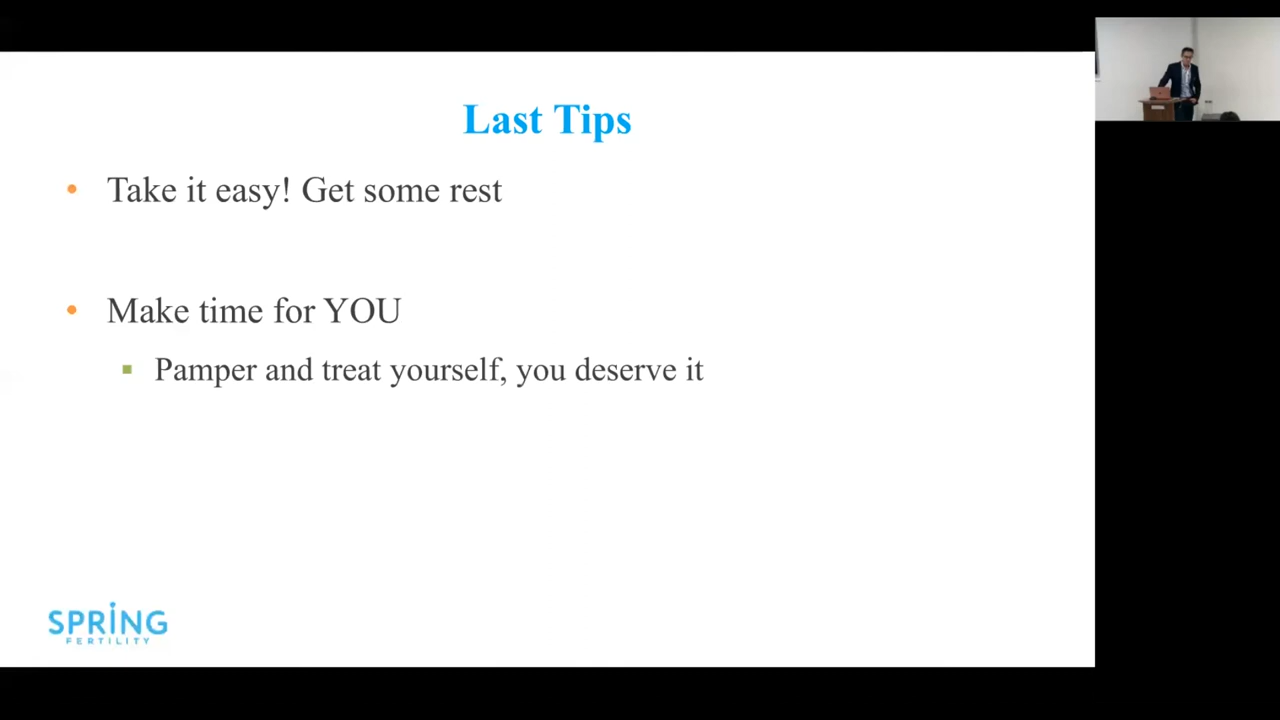 Last Tips
• Take it easy! Get some rest
• Make time for YOU
▪ Pamper and treat yourself, you deserve it
SPRING
FERTILITY